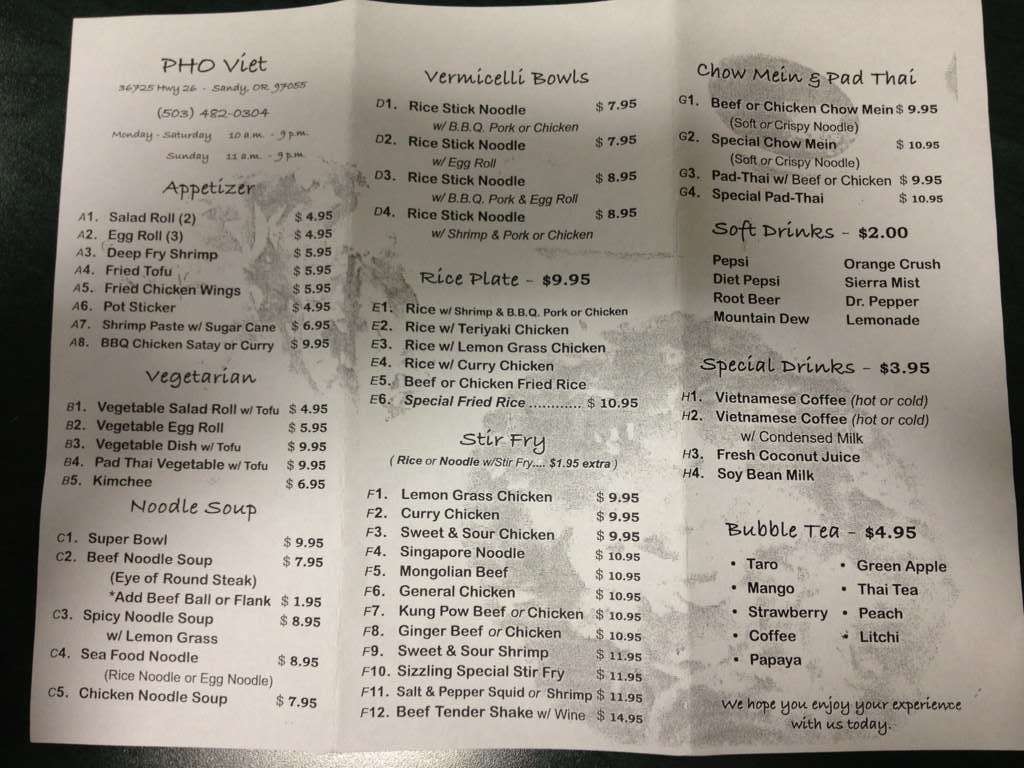 PHO Viet
36725 Hwy 26 - Sandy, OR 97055
(503) 482-0304
Monday - Saturday 10 a.m. - 9 p.m.
Sunday 11 a.m. - 9 p.m.
Appetizer
A1. Salad Roll (2) $ 4.95
A2. Egg Roll (3) $ 4.95
A3. Deep Fry Shrimp $ 5.95
A4. Fried Tofu $ 5.95
A5. Fried Chicken Wings $ 5.95
A6. Pot Sticker $ 4.95
A7. Shrimp Paste w/ Sugar Cane $ 6.95
A8. BBQ Chicken Satay or Curry $ 9.95
Vegetarian
B1. Vegetable Salad Roll w/ Tofu $ 4.95
B2. Vegetable Egg Roll $ 5.95
B3. Vegetable Dish w/ Tofu $ 9.95
B4. Pad Thai Vegetable w/ Tofu $ 9.95
B5. Kimchee $ 6.95
Noodle Soup
C1. Super Bowl $ 9.95
C2. Beef Noodle Soup $ 7.95
(Eye of Round Steak)
*Add Beef Ball or Flank $ 1.95
C3. Spicy Noodle Soup $ 8.95
w/ Lemon Grass
C4. Sea Food Noodle $ 8.95
(Rice Noodle or Egg Noodle)
C5. Chicken Noodle Soup $ 7.95
Vermicelli Bowls
D1. Rice Stick Noodle $ 7.95
w/ B.B.Q. Pork or Chicken
D2. Rice Stick Noodle $ 7.95
w/ Egg Roll
D3. Rice Stick Noodle $ 8.95
w/ B.B.Q. Pork & Egg Roll
D4. Rice Stick Noodle $ 8.95
w/ Shrimp & Pork or Chicken
Rice Plate - $9.95
E1. Rice w/ Shrimp & B.B.Q. Pork or Chicken
E2. Rice w/ Teriyaki Chicken
E3. Rice w/ Lemon Grass Chicken
E4. Rice w/ Curry Chicken
E5. Beef or Chicken Fried Rice
E6. Special Fried Rice ............ $ 10.95
Stir Fry
( Rice or Noodle w/Stir Fry.... $1.95 extra )
F1. Lemon Grass Chicken $ 9.95
F2. Curry Chicken $ 9.95
F3. Sweet & Sour Chicken $ 9.95
F4. Singapore Noodle $ 10.95
F5. Mongolian Beef $ 10.95
F6. General Chicken $ 10.95
F7. Kung Pow Beef or Chicken $ 10.95
F8. Ginger Beef or Chicken $ 10.95
F9. Sweet & Sour Shrimp $ 11.95
F10. Sizzling Special Stir Fry $ 11.95
F11. Salt & Pepper Squid or Shrimp $ 11.95
F12. Beef Tender Shake w/ Wine $ 14.95
Chow Mein & Pad Thai
G1. Beef or Chicken Chow Mein $ 9.95
(Soft or Crispy Noodle)
G2. Special Chow Mein $ 10.95
(Soft or Crispy Noodle)
G3. Pad-Thai w/ Beef or Chicken $ 9.95
G4. Special Pad-Thai $ 10.95
Soft Drinks - $2.00
Pepsi Orange Crush
Diet Pepsi Sierra Mist
Root Beer Dr. Pepper
Mountain Dew Lemonade
Special Drinks - $3.95
H1. Vietnamese Coffee (hot or cold)
H2. Vietnamese Coffee (hot or cold)
w/ Condensed Milk
H3. Fresh Coconut Juice
H4. Soy Bean Milk
Bubble Tea - $4.95
• Taro • Green Apple
• Mango • Thai Tea
• Strawberry • Peach
• Coffee • Litchi
• Papaya
We hope you enjoy your experience
with us today.